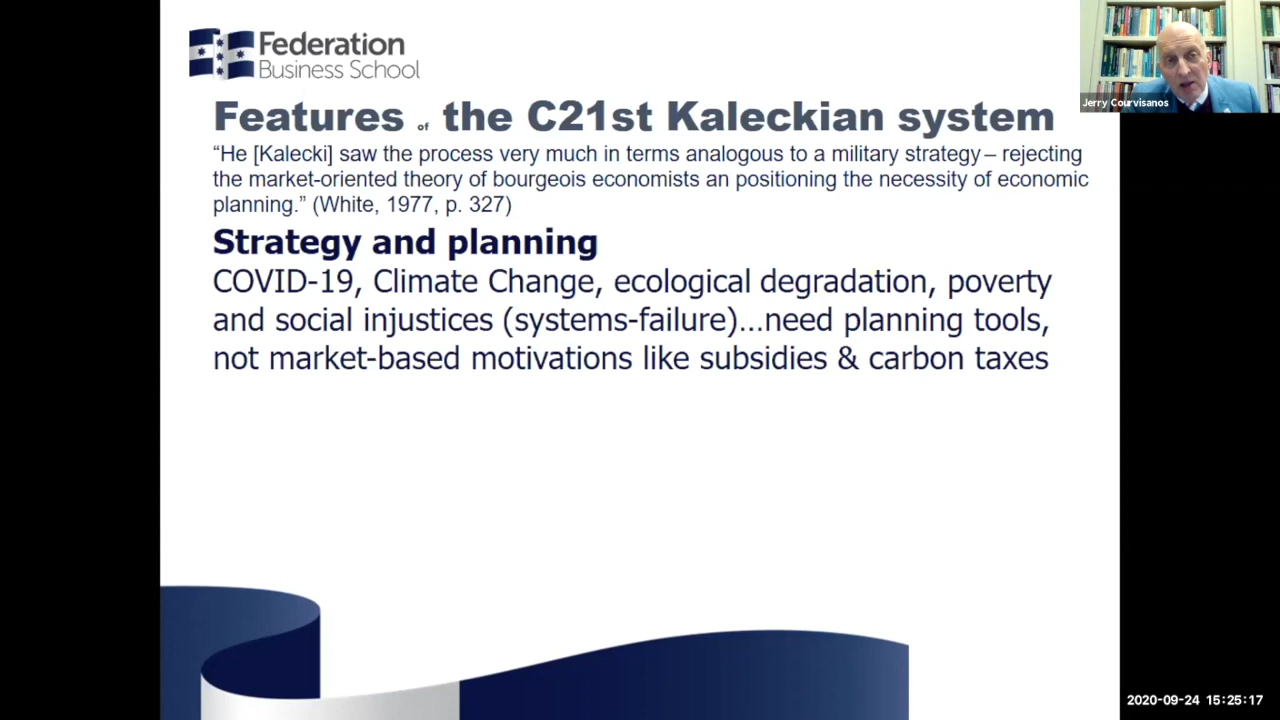 Federation
Business School
Features of the C21st Kaleckian system
“He [Kalecki] saw the process very much in terms analogous to a military strategy – rejecting
the market-oriented theory of bourgeois economists an positioning the necessity of economic
planning.” (White, 1977, p. 327)
Strategy and planning
COVID-19, Climate Change, ecological degradation, poverty
and social injustices (systems-failure)...need planning tools,
not market-based motivations like subsidies & carbon taxes
Jerry Courvisanos
2020-09-24 15:25:17